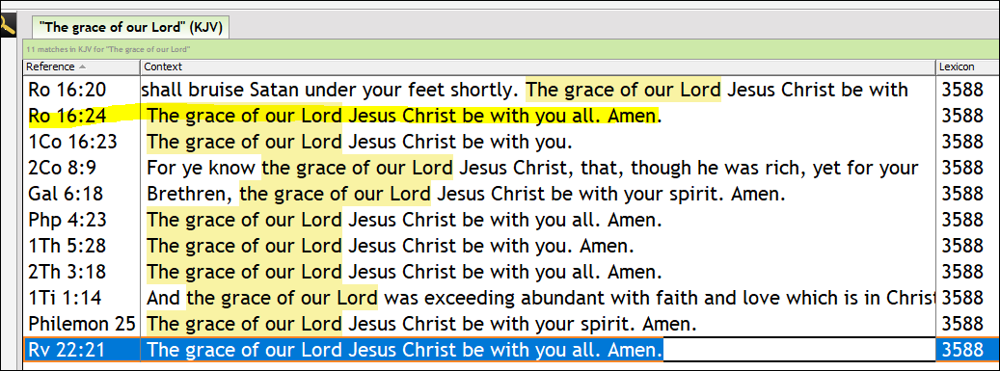 "The grace of our Lord" (KJV)
11 matches in KJV for "The grace of our Lord"
Reference Context Lexicon
Ro 16:20 shall bruise Satan under your feet shortly. The grace of our Lord Jesus Christ be with 3588
Ro 16:24 The grace of our Lord Jesus Christ be with you all. Amen. 3588
1Co 16:23 The grace of our Lord Jesus Christ be with you. 3588
2Co 8:9 For ye know the grace of our Lord Jesus Christ, that, though he was rich, yet for your 3588
Gal 6:18 Brethren, the grace of our Lord Jesus Christ be with your spirit. Amen. 3588
Php 4:23 The grace of our Lord Jesus Christ be with you all. Amen. 3588
1Th 5:28 The grace of our Lord Jesus Christ be with you. Amen. 3588
2Th 3:18 The grace of our Lord Jesus Christ be with you all. Amen. 3588
1Ti 1:14 And the grace of our Lord was exceeding abundant with faith and love which is in Christ 3588
Philemon 25 The grace of our Lord Jesus Christ be with your spirit. Amen. 3588
Rv 22:21 The grace of our Lord Jesus Christ be with you all. Amen. 3588